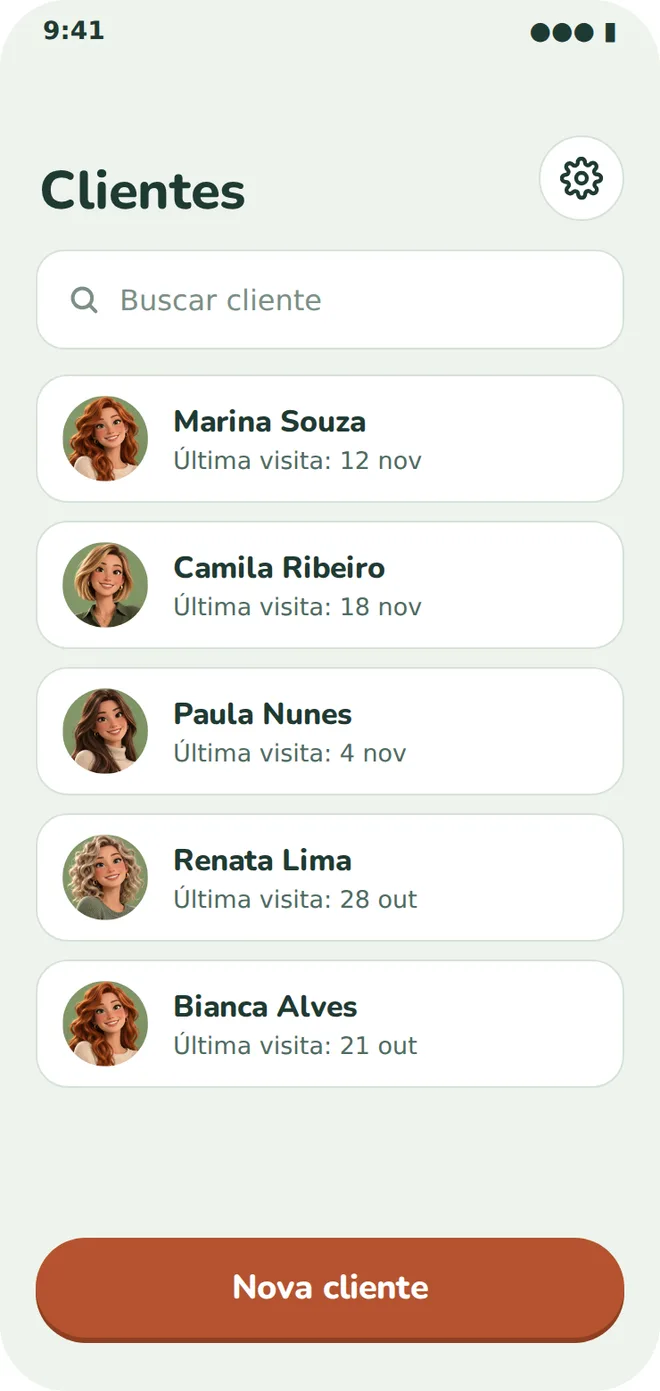 9:41
Clientes
Buscar cliente
Marina Souza
Última visita: 12 nov
Camila Ribeiro
Última visita: 18 nov
Paula Nunes
Última visita: 4 nov
Renata Lima
Última visita: 28 out
Bianca Alves
Última visita: 21 out
Nova cliente